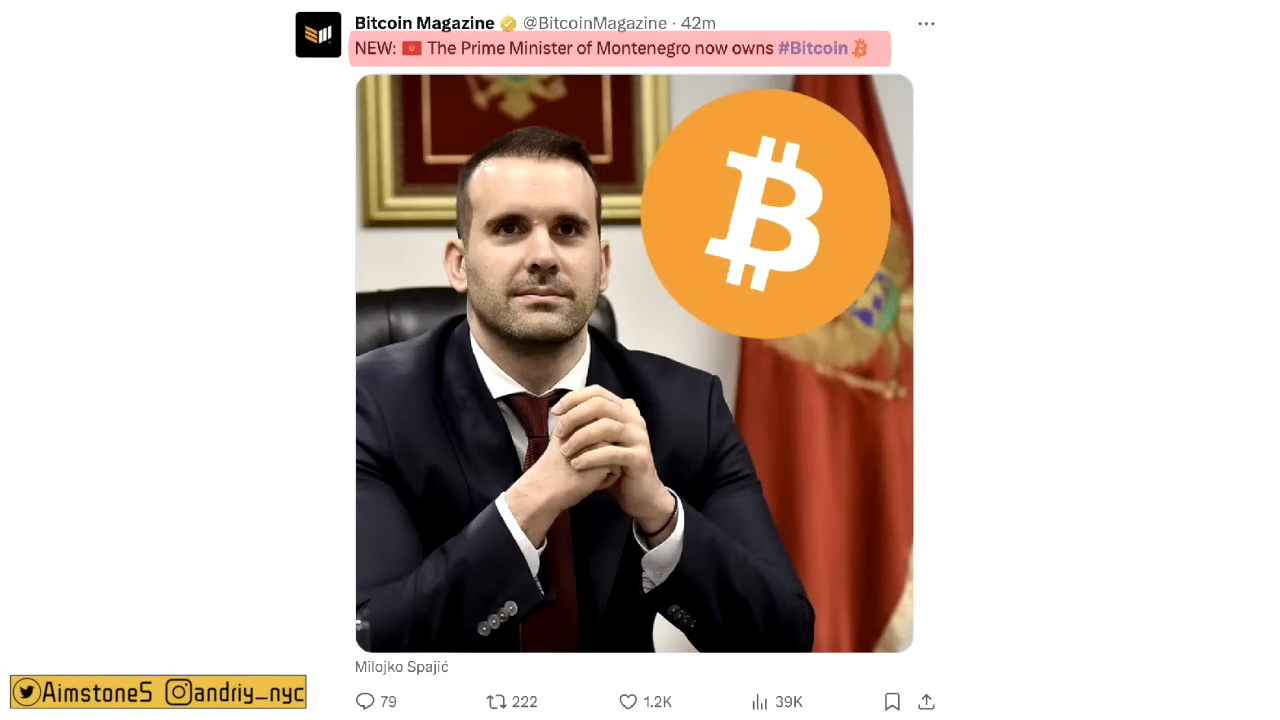 Bitcoin Magazine @BitcoinMagazine · 42m
NEW: 🇲🇪 The Prime Minister of Montenegro now owns #Bitcoin
Milojko Spajić
79 222 1.2K 39K
AimstoneS andriy_nyc